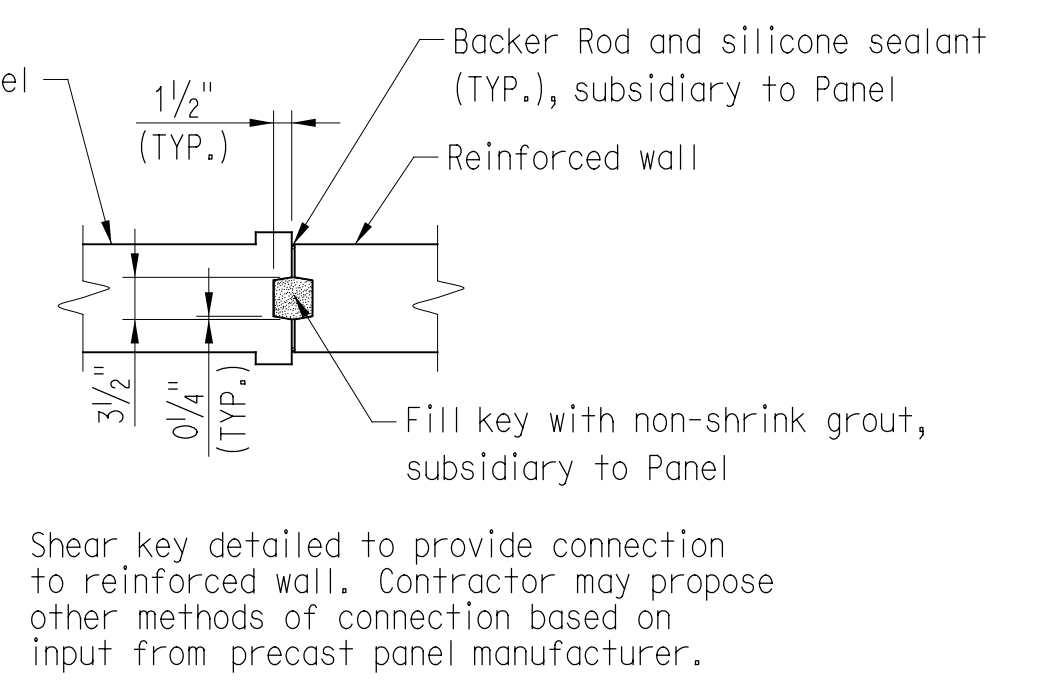 Backer Rod and silicone sealant
(TYP.), subsidiary to Panel
el
1½"
(TYP.)
Reinforced wall
3½"
0¼"
(TYP.)
Fill key with non-shrink grout,
subsidiary to Panel
Shear key detailed to provide connection
to reinforced wall. Contractor may propose
other methods of connection based on
input from precast panel manufacturer.